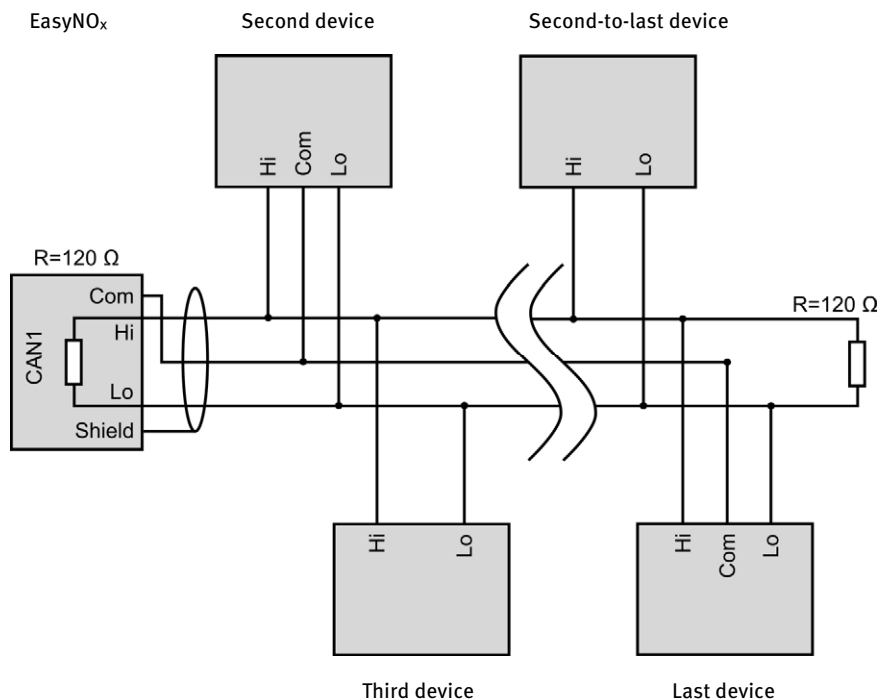 EasyNOₓ
Second device
Second-to-last device
Hi
Com
Lo
Hi
Lo
R=120 Ω
CAN1
Com
Hi
Lo
Shield
R=120 Ω
Hi
Lo
Hi
Com
Lo
Third device
Last device